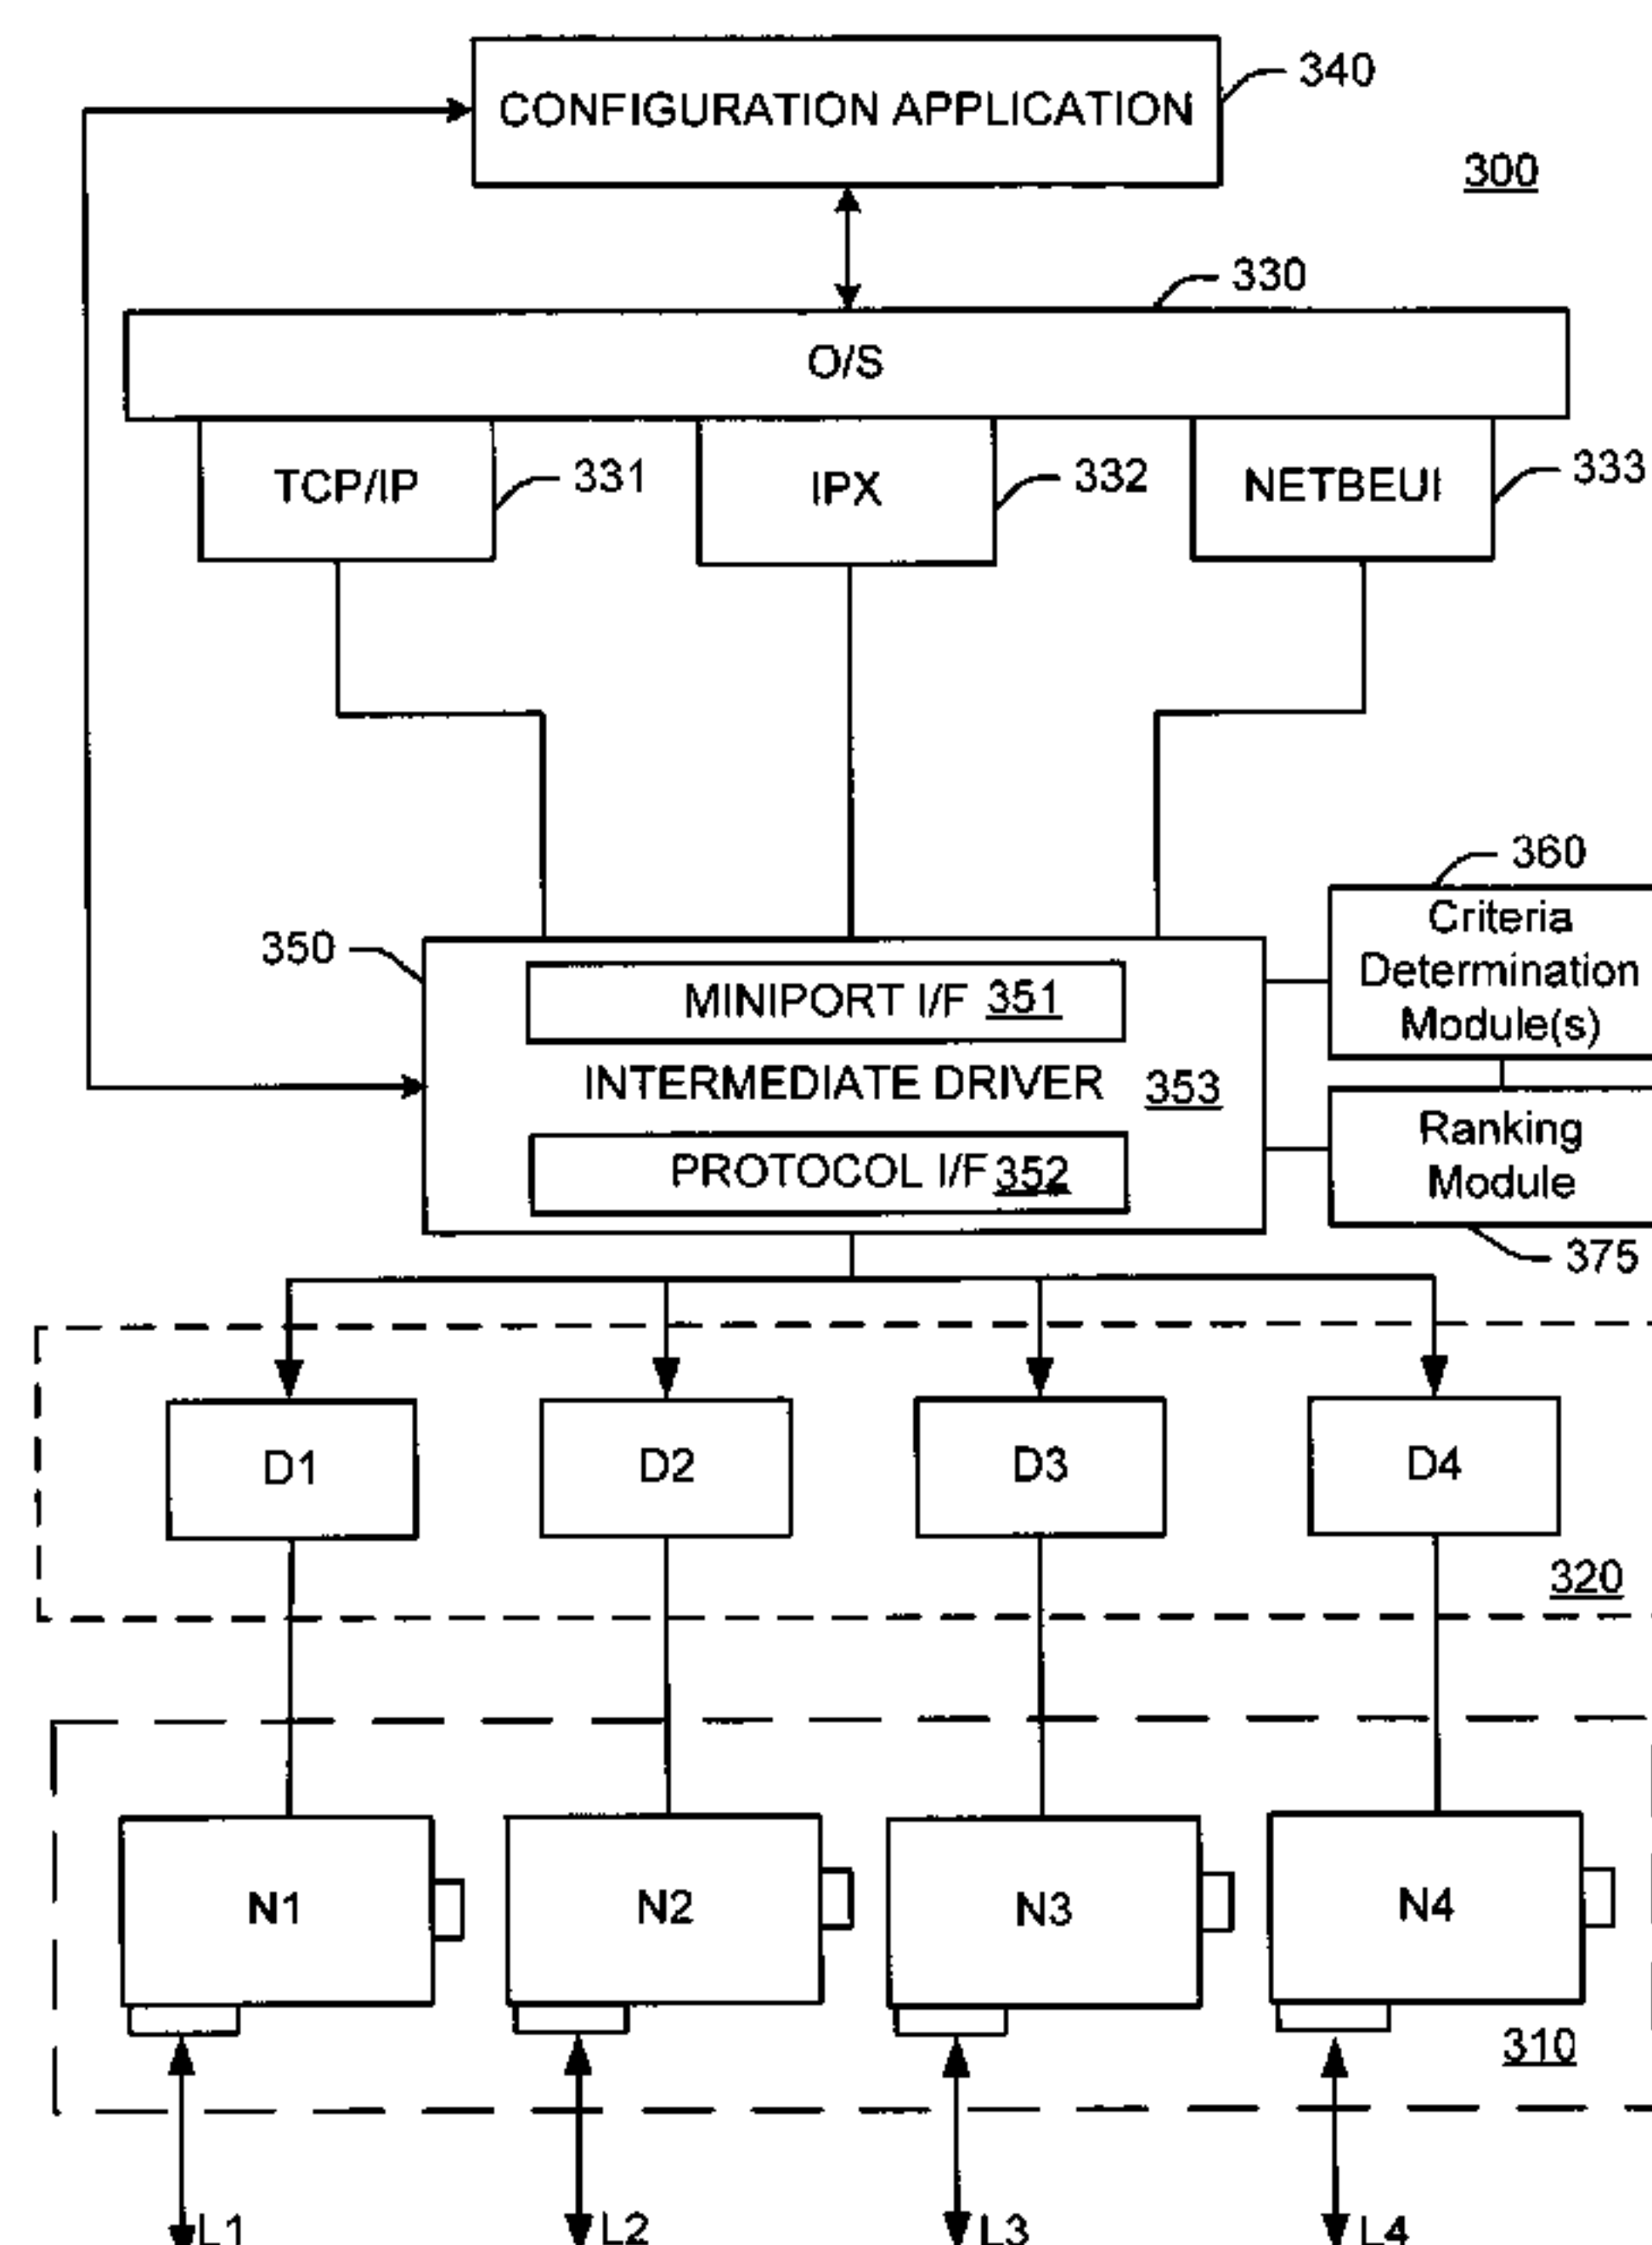 CONFIGURATION APPLICATION
340
300
330
O/S
TCP/IP
331
IPX
332
NETBEUI
333
360
Criteria
Determination
Module(s)
350
MINIPORT I/F 351
INTERMEDIATE DRIVER 353
PROTOCOL I/F 352
Ranking
Module
375
D1
D2
D3
D4
320
N1
N2
N3
N4
310
L1
L2
L3
L4